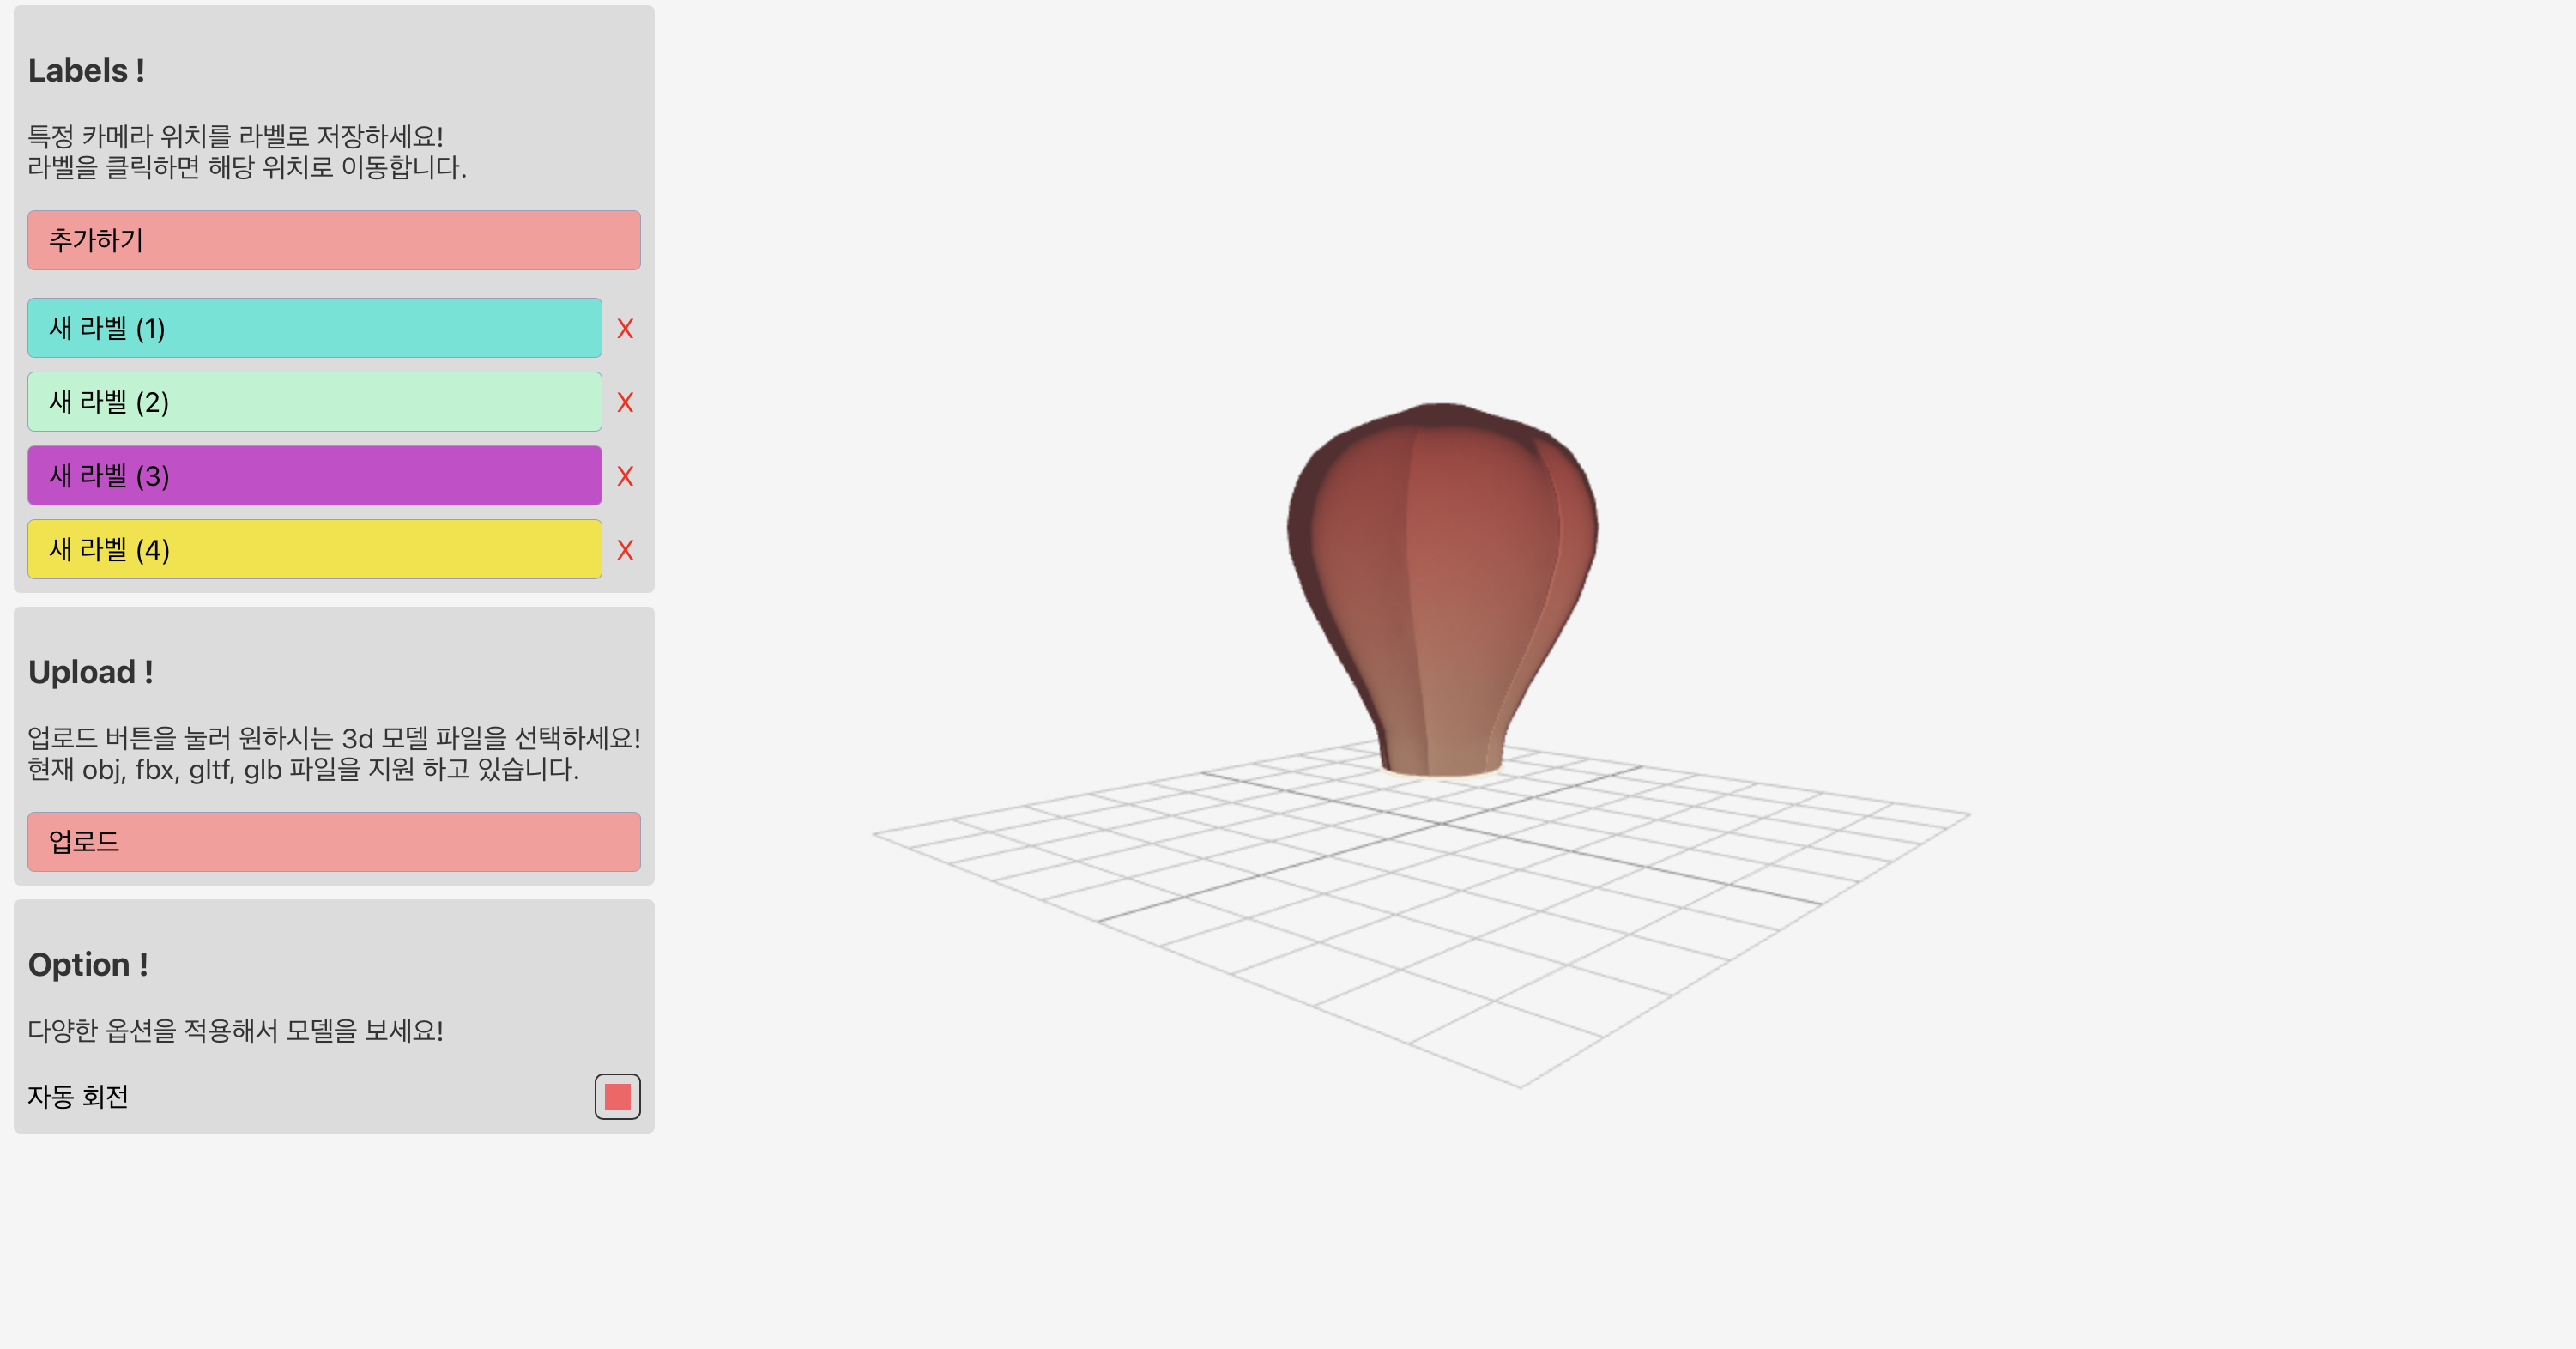 Labels !
특정 카메라 위치를 라벨로 저장하세요!
라벨을 클릭하면 해당 위치로 이동합니다.
추가하기
새 라벨 (1) X
새 라벨 (2) X
새 라벨 (3) X
새 라벨 (4) X
Upload !
업로드 버튼을 눌러 원하시는 3d 모델 파일을 선택하세요!
현재 obj, fbx, gltf, glb 파일을 지원 하고 있습니다.
업로드
Option !
다양한 옵션을 적용해서 모델을 보세요!
자동 회전